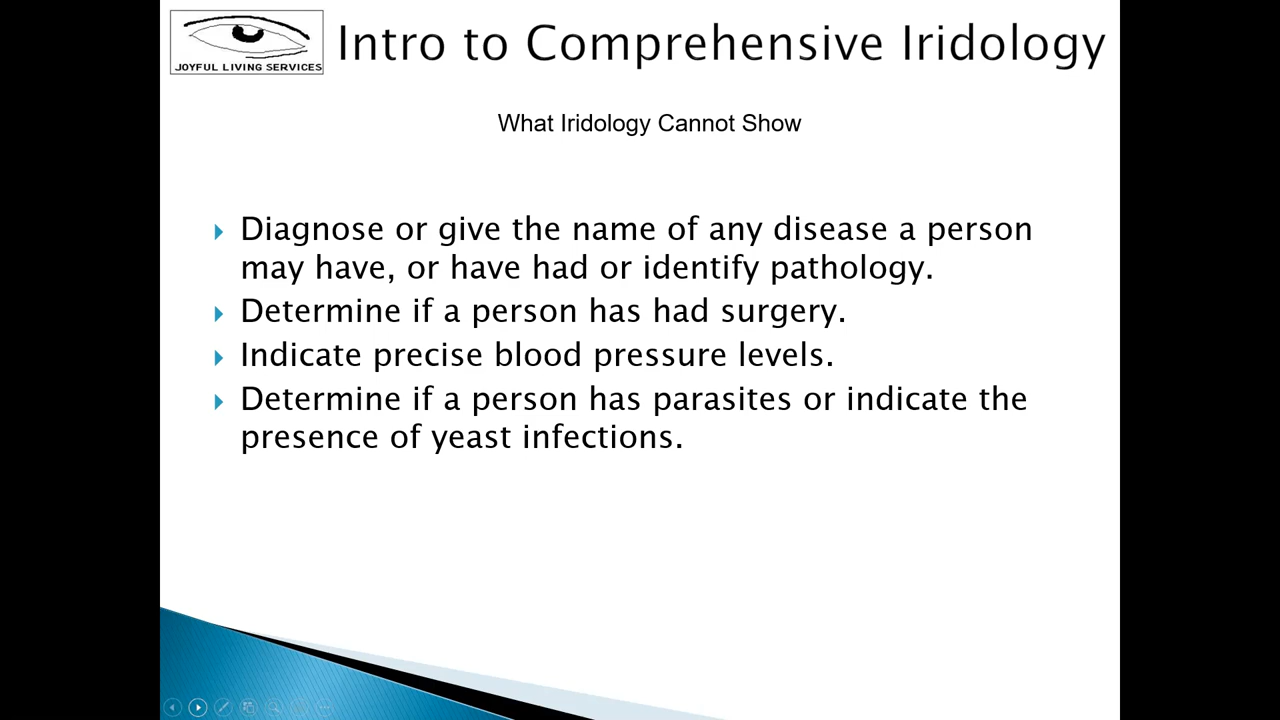 JOYFUL LIVING SERVICES
Intro to Comprehensive Iridology
What Iridology Cannot Show
Diagnose or give the name of any disease a person
may have, or have had or identify pathology.
Determine if a person has had surgery.
Indicate precise blood pressure levels.
Determine if a person has parasites or indicate the
presence of yeast infections.